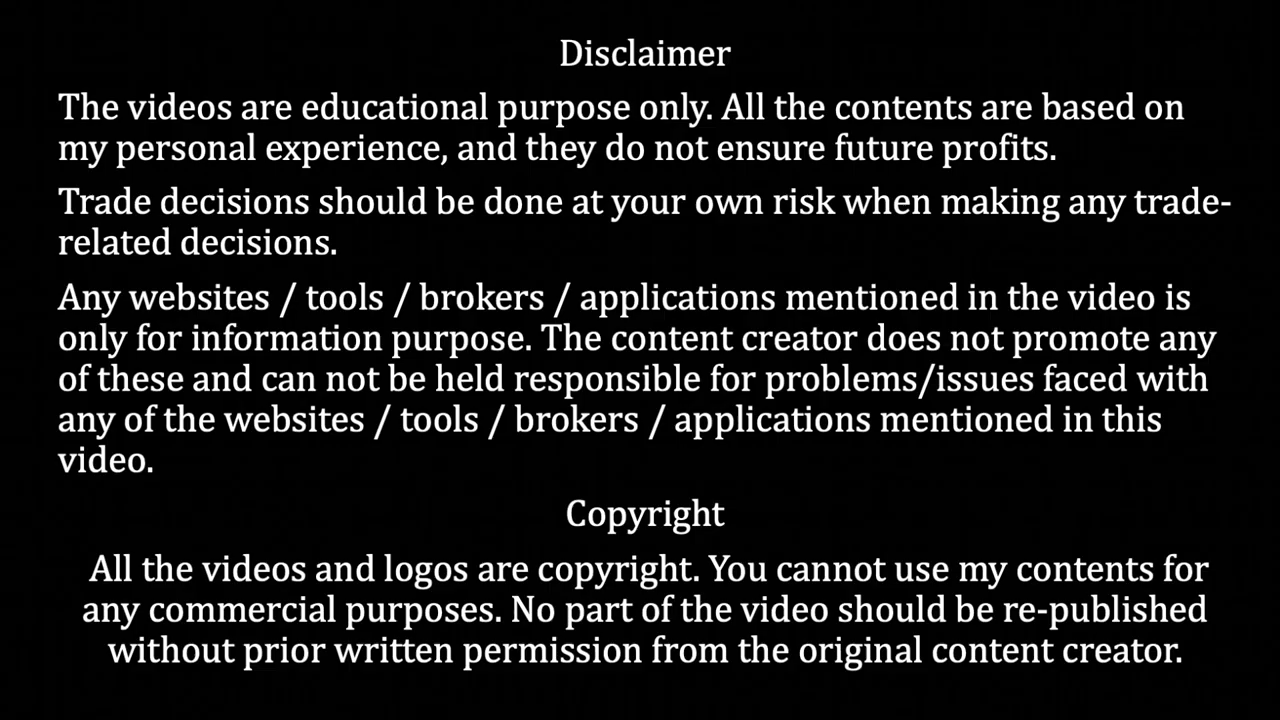 Disclaimer
The videos are educational purpose only. All the contents are based on
my personal experience, and they do not ensure future profits.
Trade decisions should be done at your own risk when making any trade-
related decisions.
Any websites / tools / brokers / applications mentioned in the video is
only for information purpose. The content creator does not promote any
of these and can not be held responsible for problems/issues faced with
any of the websites / tools / brokers / applications mentioned in this
video.
Copyright
All the videos and logos are copyright. You cannot use my contents for
any commercial purposes. No part of the video should be re-published
without prior written permission from the original content creator.